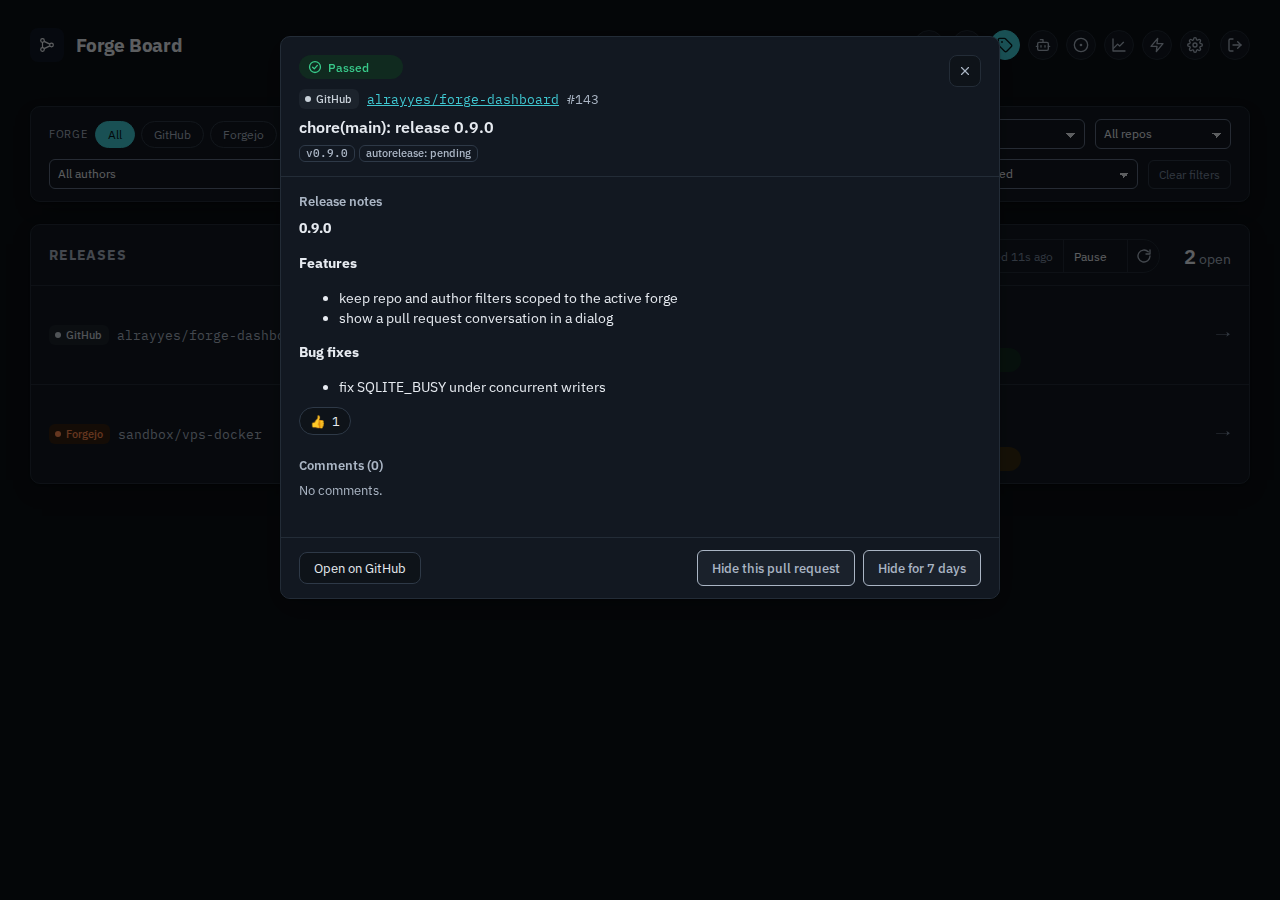 Forge Board
Passed
GitHub alrayyes/forge-dashboard #143
chore(main): release 0.9.0
v0.9.0 autorelease: pending
FORGE All GitHub Forgejo
All repos
All authors
Clear filters
Release notes
0.9.0
Features
keep repo and author filters scoped to the active forge
show a pull request conversation in a dialog
Bug fixes
fix SQLITE_BUSY under concurrent writers
👍 1
Comments (0)
No comments.
Open on GitHub Hide this pull request Hide for 7 days
RELEASES
11s ago Pause 2 open
GitHub
Forgejo sandbox/vps-docker